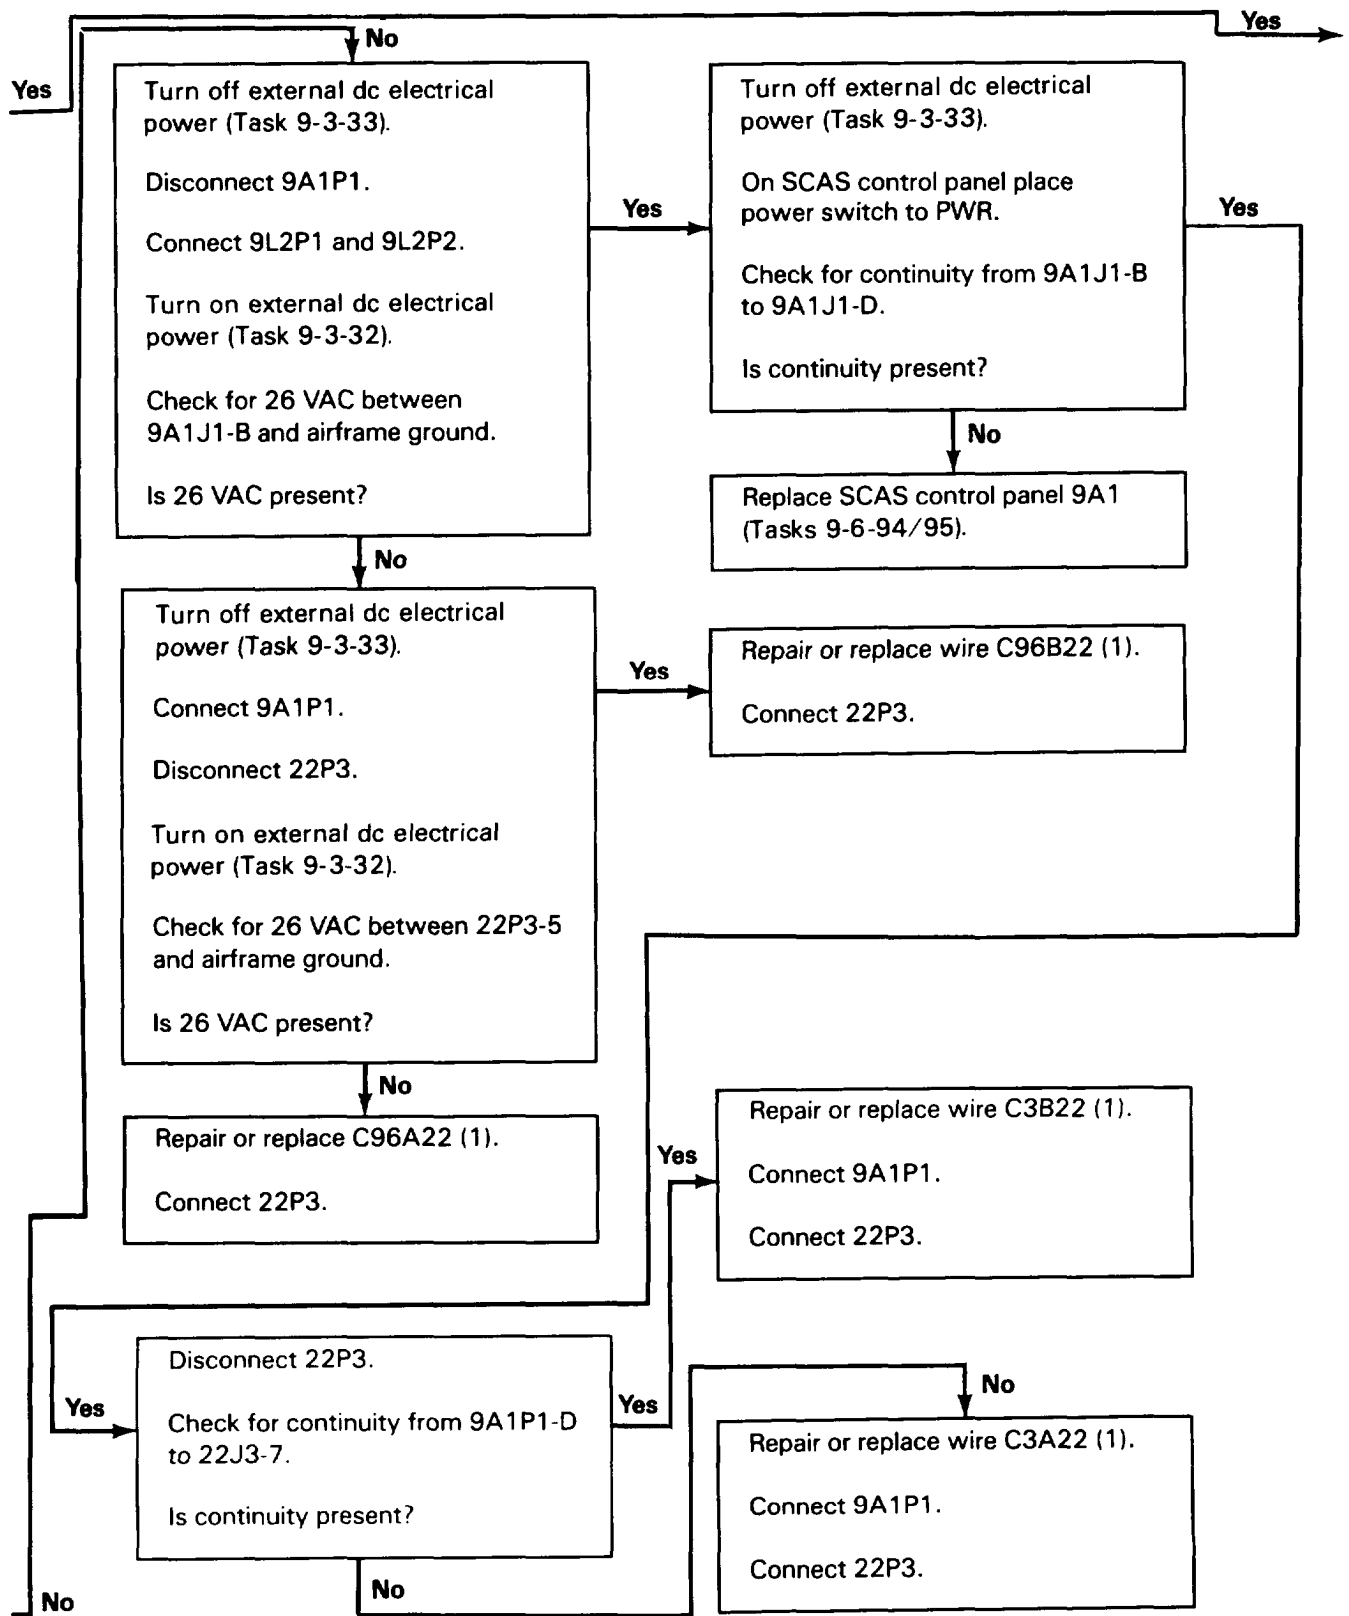 Yes
No
Yes
Turn off external dc electrical
power (Task 9-3-33).
Disconnect 9A1P1.
Connect 9L2P1 and 9L2P2.
Turn on external dc electrical
power (Task 9-3-32).
Check for 26 VAC between
9A1J1-B and airframe ground.
Is 26 VAC present?
Yes
Turn off external dc electrical
power (Task 9-3-33).
On SCAS control panel place
power switch to PWR.
Check for continuity from 9A1J1-B
to 9A1J1-D.
Is continuity present?
Yes
No
Replace SCAS control panel 9A1
(Tasks 9-6-94/95).
No
Turn off external dc electrical
power (Task 9-3-33).
Connect 9A1P1.
Disconnect 22P3.
Turn on external dc electrical
power (Task 9-3-32).
Check for 26 VAC between 22P3-5
and airframe ground.
Is 26 VAC present?
Yes
Repair or replace wire C96B22 (1).
Connect 22P3.
No
Repair or replace C96A22 (1).
Connect 22P3.
Yes
Repair or replace wire C3B22 (1).
Connect 9A1P1.
Connect 22P3.
Yes
Disconnect 22P3.
Check for continuity from 9A1P1-D
to 22J3-7.
Is continuity present?
Yes
No
Repair or replace wire C3A22 (1).
Connect 9A1P1.
Connect 22P3.
No
No